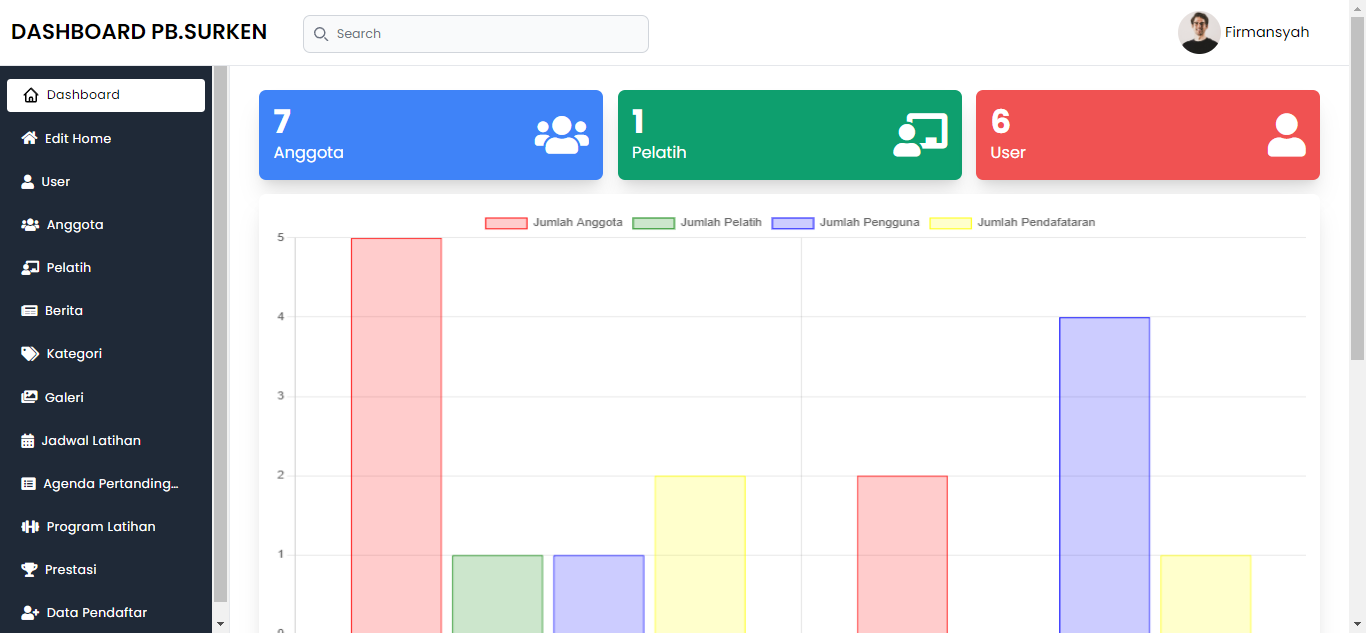 DASHBOARD PB.SURKEN
Search
Firmansyah
Dashboard
Edit Home
User
Anggota
Pelatih
Berita
Kategori
Galeri
Jadwal Latihan
Agenda Pertanding...
Program Latihan
Prestasi
Data Pendaftar
7
Anggota
1
Pelatih
6
User
Jumlah Anggota
Jumlah Pelatih
Jumlah Pengguna
Jumlah Pendafataran
5
4
3
2
1
0